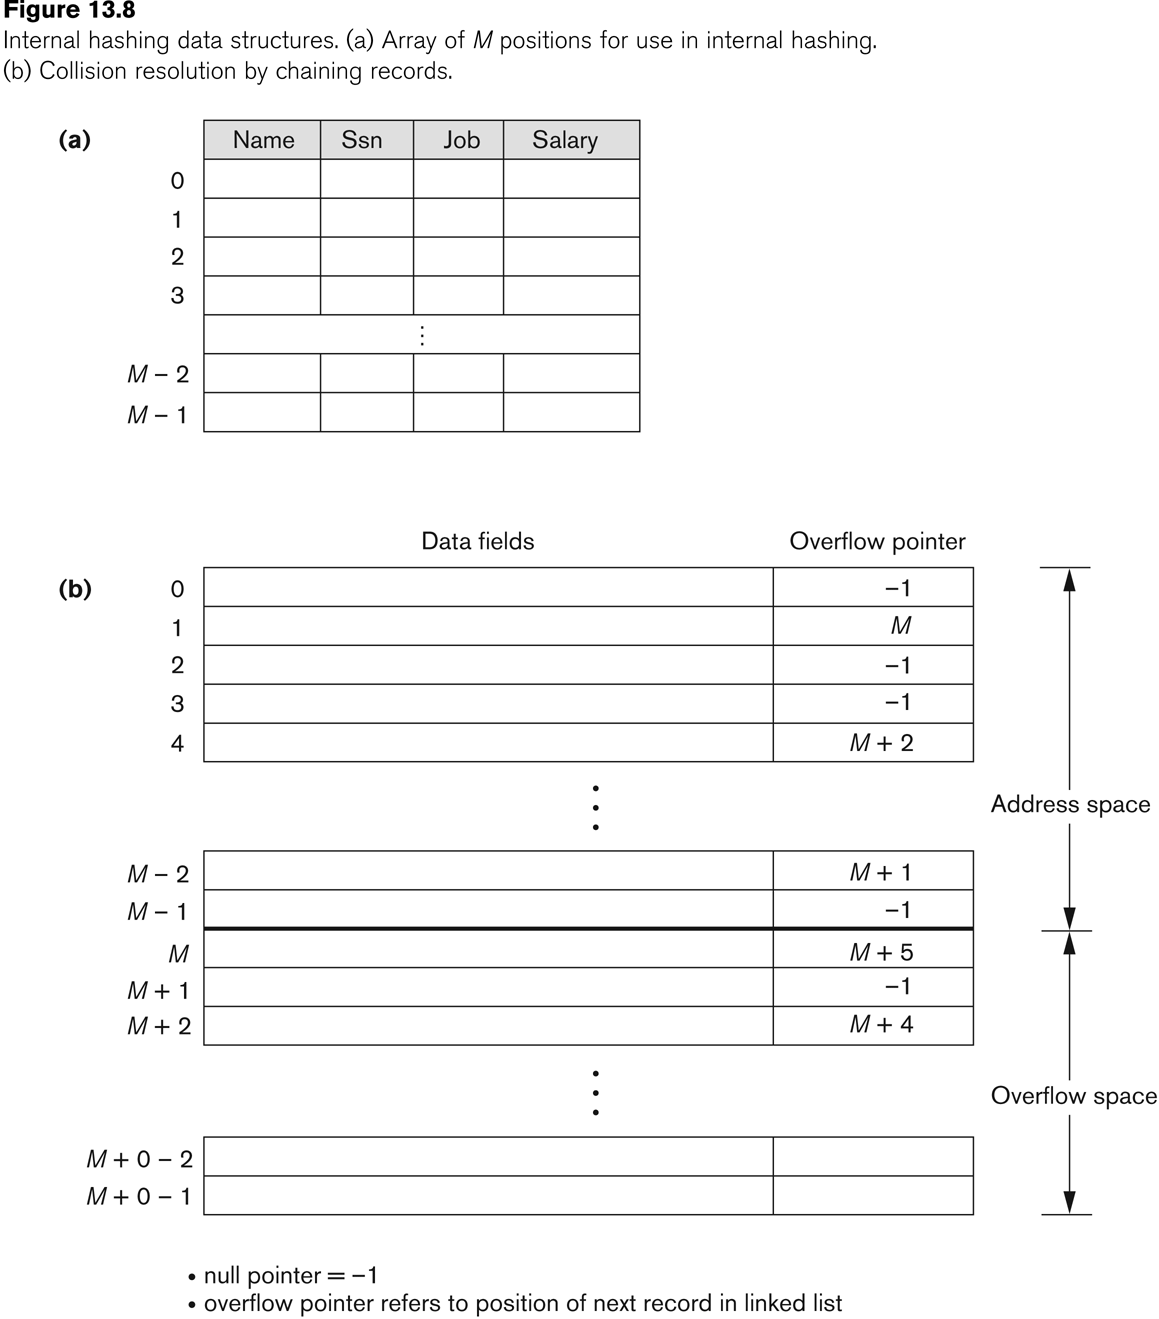 Figure 13.8
Internal hashing data structures. (a) Array of M positions for use in internal hashing.
(b) Collision resolution by chaining records.
(a)
Name Ssn Job Salary
0
1
2
3
⋮
M − 2
M − 1
Data fields Overflow pointer
(b)
0 −1
1 M
2 −1
3 −1
4 M + 2
Address space
M − 2 M + 1
M − 1 −1
M M + 5
M + 1 −1
M + 2 M + 4
Overflow space
M + 0 − 2
M + 0 − 1
• null pointer = −1
• overflow pointer refers to position of next record in linked list